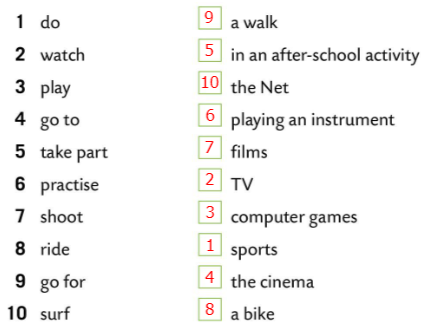 1 do 9 a walk
2 watch 5 in an after-school activity
3 play 10 the Net
4 go to 6 playing an instrument
5 take part 7 films
6 practise 2 TV
7 shoot 3 computer games
8 ride 1 sports
9 go for 4 the cinema
10 surf 8 a bike